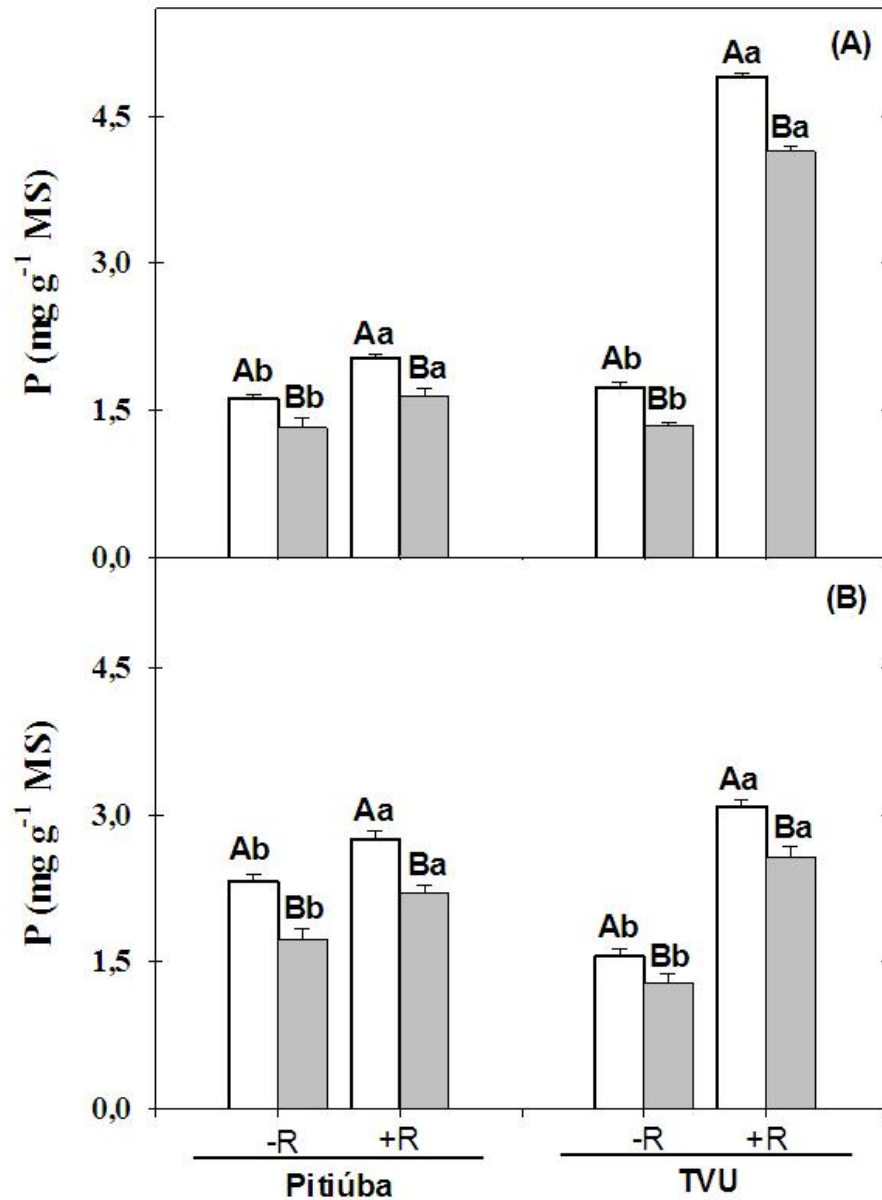 (A)
Aa
Ba
4,5
P (mg g⁻¹ MS)
3,0
Aa
Ab
Ba
Ab
Bb
Bb
1,5
0,0
(B)
4,5
P (mg g⁻¹ MS)
3,0
Aa
Aa
Ba
Ab
Ba
Bb
Ab
Bb
1,5
0,0
-R +R -R +R
Pitiúba TVU